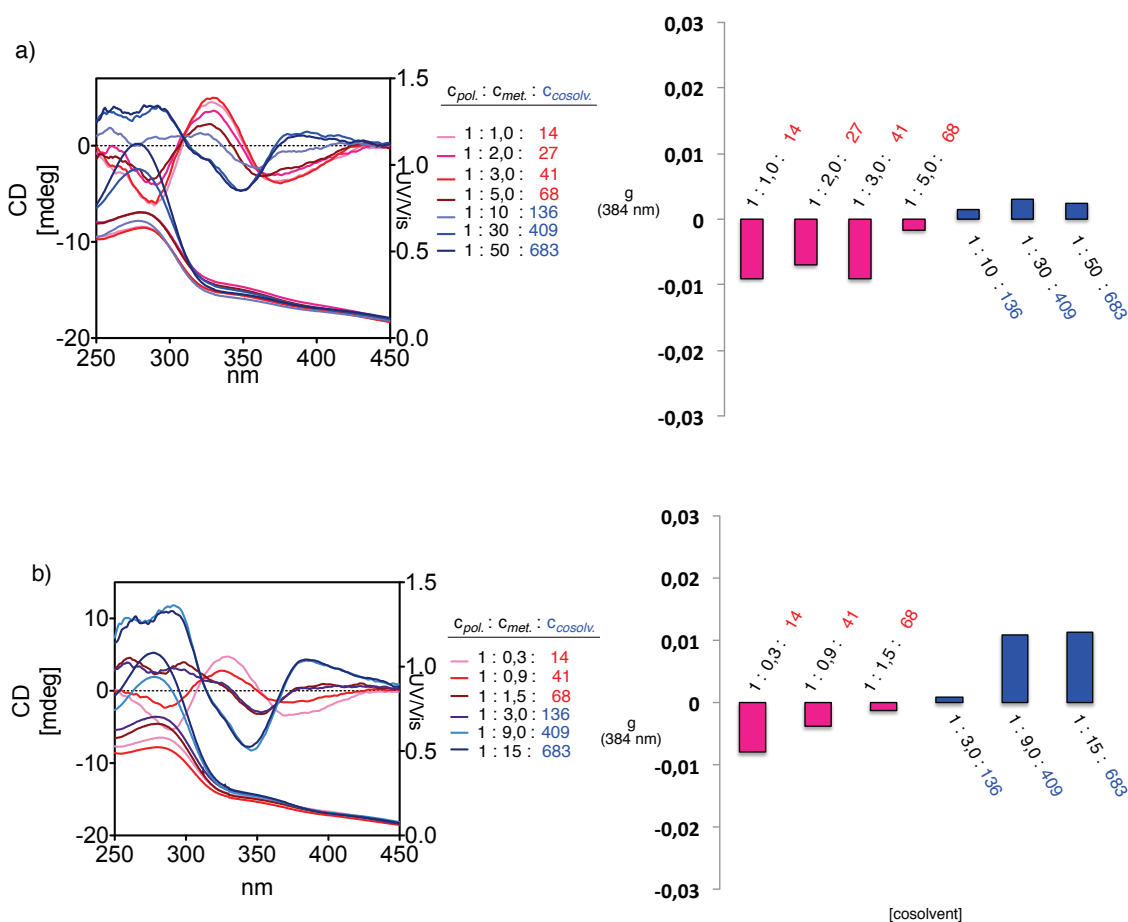 a)
CD
[mdeg]
0
-10
-20
1.5
1.0
0.5
0.0
UV/Vis
250 300 350 400 450
nm
cpol. : cmet. : ccosolv.
1 : 1,0 : 14
1 : 2,0 : 27
1 : 3,0 : 41
1 : 5,0 : 68
1 : 10 : 136
1 : 30 : 409
1 : 50 : 683
0,03
0,02
0,01
0
-0,01
-0,02
-0,03
g
(384 nm)
1 : 1,0 : 14
1 : 2,0 : 27
1 : 3,0 : 41
1 : 5,0 : 68
1 : 10 : 136
1 : 30 : 409
1 : 50 : 683
b)
CD
[mdeg]
10
0
-10
-20
1.5
1.0
0.5
0.0
UV/Vis
250 300 350 400 450
nm
cpol. : cmet. : ccosolv.
1 : 0,3 : 14
1 : 0,9 : 41
1 : 1,5 : 68
1 : 3,0 : 136
1 : 9,0 : 409
1 : 15 : 683
0,03
0,02
0,01
0
-0,01
-0,02
-0,03
g
(384 nm)
1 : 0,3 : 14
1 : 0,9 : 41
1 : 1,5 : 68
1 : 3,0 : 136
1 : 9,0 : 409
1 : 15 : 683
[cosolvent]